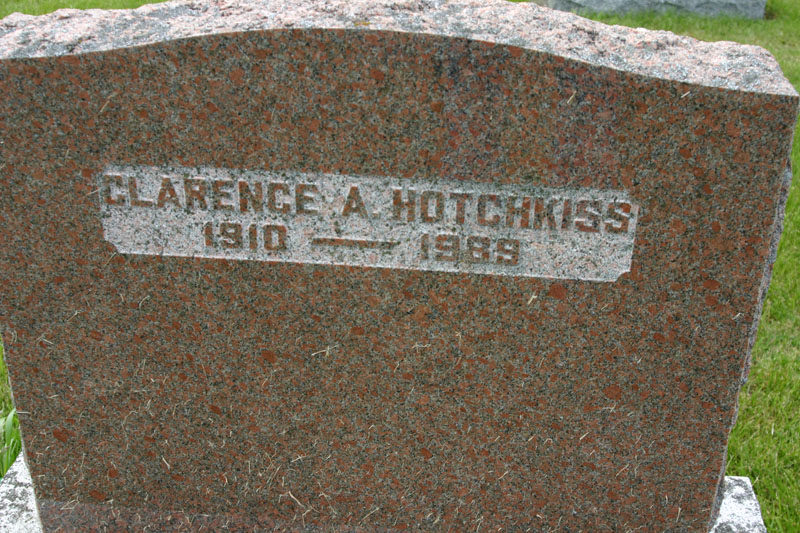 CLARENCE A. HOTCHKISS
1910 — 1989